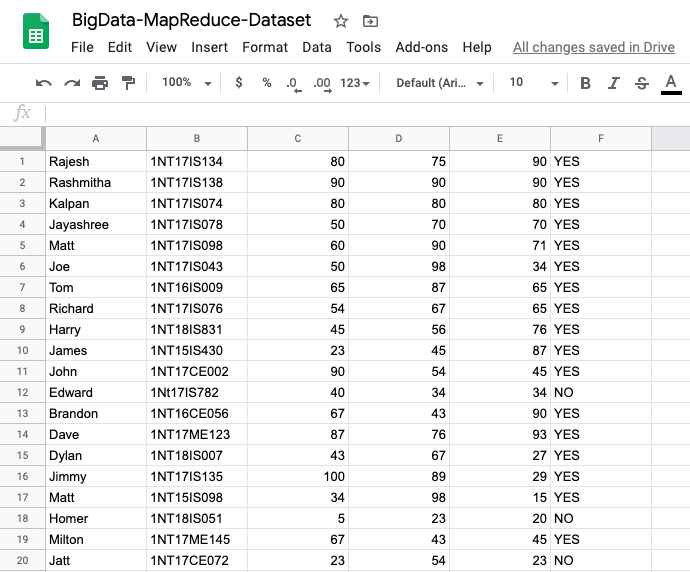 BigData-MapReduce-Dataset
File Edit View Insert Format Data Tools Add-ons Help All changes saved in Drive
100% $ % .0 .00 123 Default (Ari... 10 B I S A
fx
A B C D E F
1 Rajesh 1NT17IS134 80 75 90 YES
2 Rashmitha 1NT17IS138 90 90 90 YES
3 Kalpan 1NT17IS074 80 80 80 YES
4 Jayashree 1NT17IS078 50 70 70 YES
5 Matt 1NT17IS098 60 90 71 YES
6 Joe 1NT17IS043 50 98 34 YES
7 Tom 1NT16IS009 65 87 65 YES
8 Richard 1NT17IS076 54 67 65 YES
9 Harry 1NT18IS831 45 56 76 YES
10 James 1NT15IS430 23 45 87 YES
11 John 1NT17CE002 90 54 45 YES
12 Edward 1Nt17IS782 40 34 34 NO
13 Brandon 1NT16CE056 67 43 90 YES
14 Dave 1NT17ME123 87 76 93 YES
15 Dylan 1NT18IS007 43 67 27 YES
16 Jimmy 1NT17IS135 100 89 29 YES
17 Matt 1NT15IS098 34 98 15 YES
18 Homer 1NT18IS051 5 23 20 NO
19 Milton 1NT17ME145 67 43 45 YES
20 Jatt 1NT17CE072 23 54 23 NO